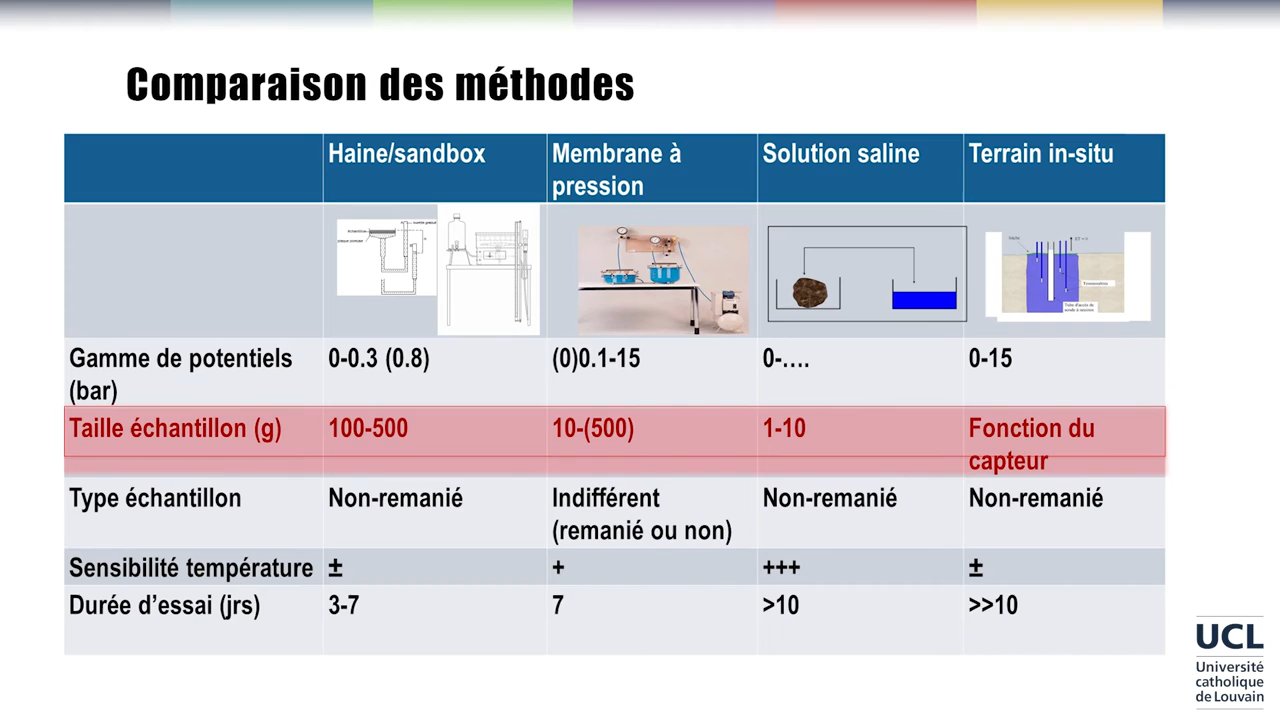 Comparaison des méthodes
Haine/sandbox
Membrane à
pression
Solution saline
Terrain in-situ
Gamme de potentiels
(bar)
0-0.3 (0.8)
(0)0.1-15
0-....
0-15
Taille échantillon (g)
100-500
10-(500)
1-10
Fonction du
capteur
Type échantillon
Non-remanié
Indifférent
(remanié ou non)
Non-remanié
Non-remanié
Sensibilité température
±
+
+++
±
Durée d’essai (jrs)
3-7
7
>10
>>10
UCL
Université
catholique
de Louvain